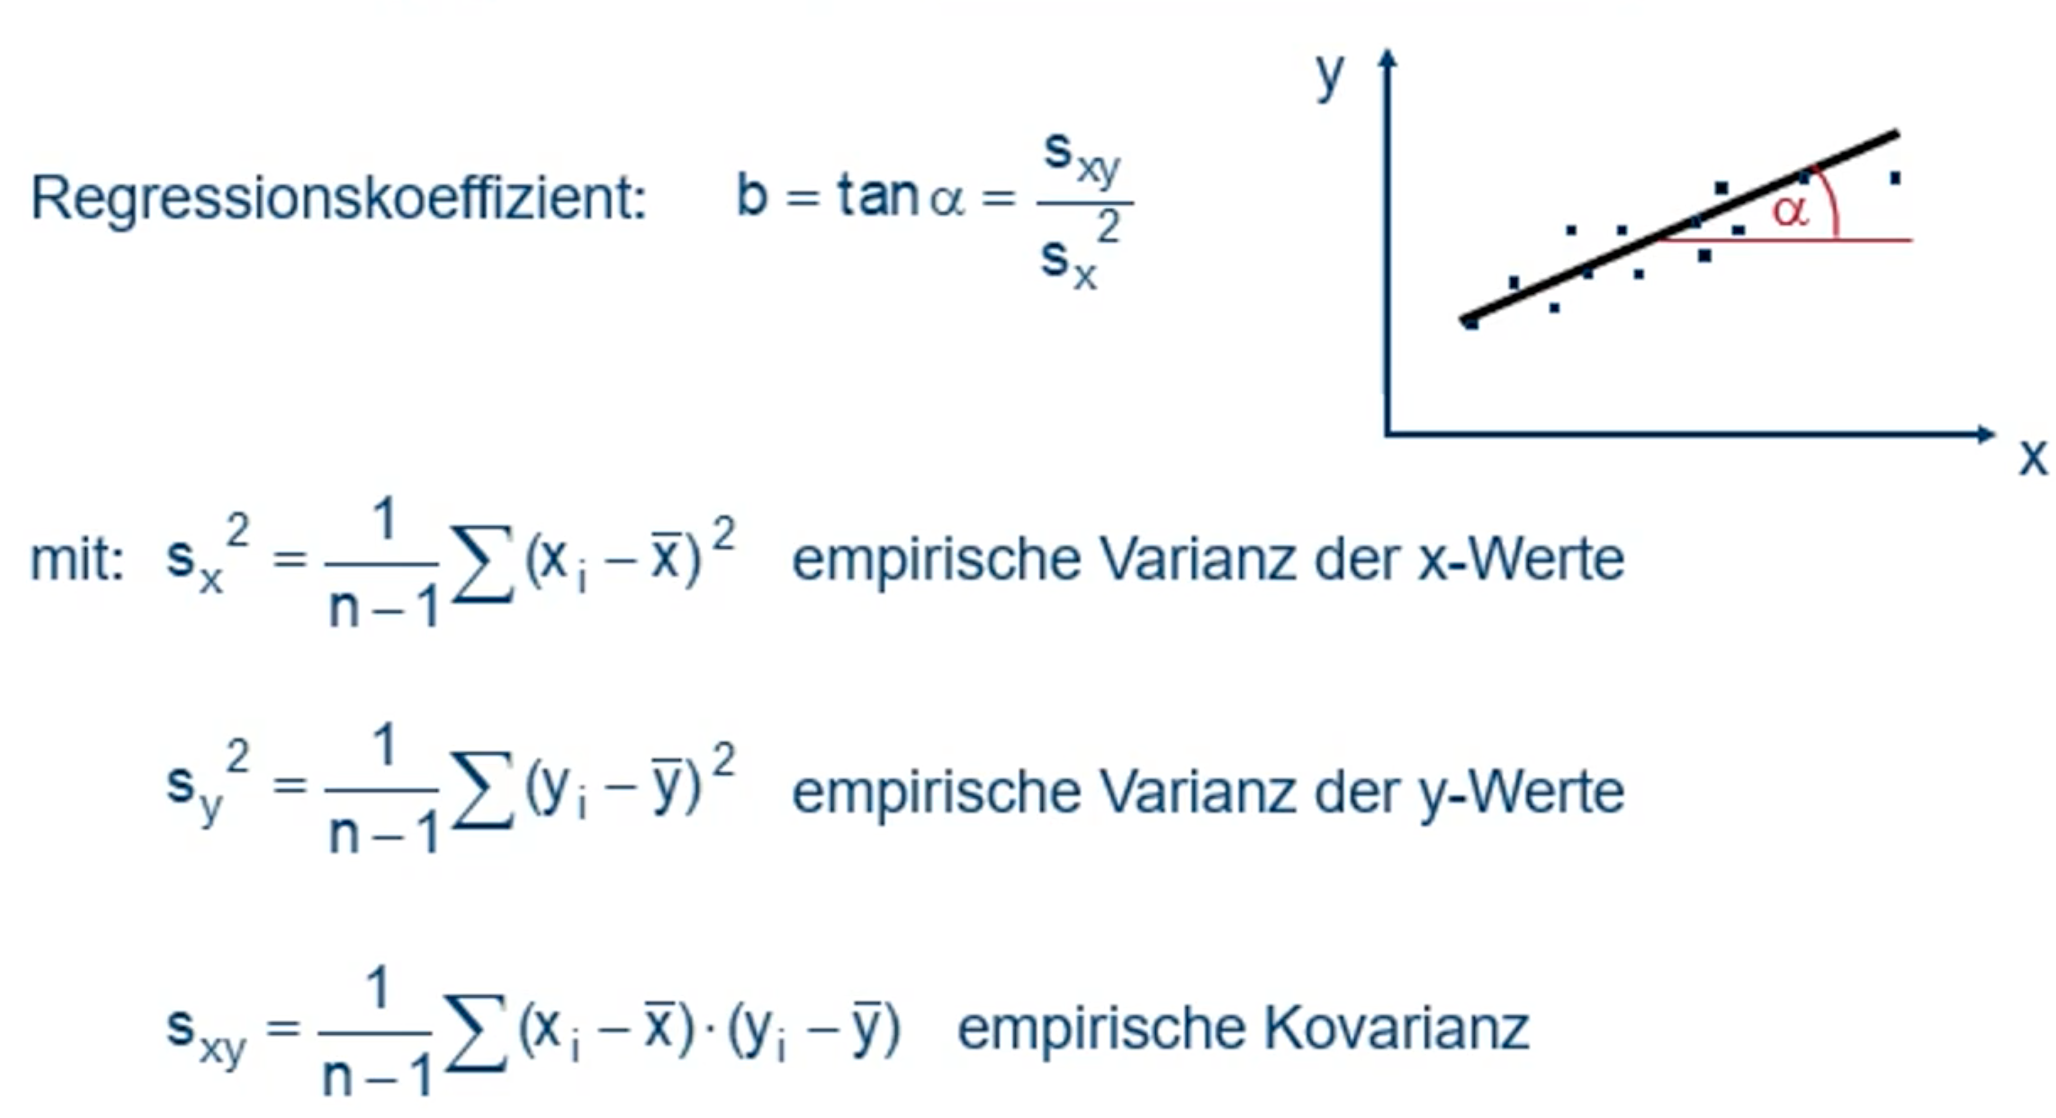 Regressionskoeffizient: b = tan α = s_xy / s_x²
y
α
x
mit: s_x² = 1/(n−1) ∑(x_i − x̅)² empirische Varianz der x-Werte
s_y² = 1/(n−1) ∑(y_i − y̅)² empirische Varianz der y-Werte
s_xy = 1/(n−1) ∑(x_i − x̅)·(y_i − y̅) empirische Kovarianz